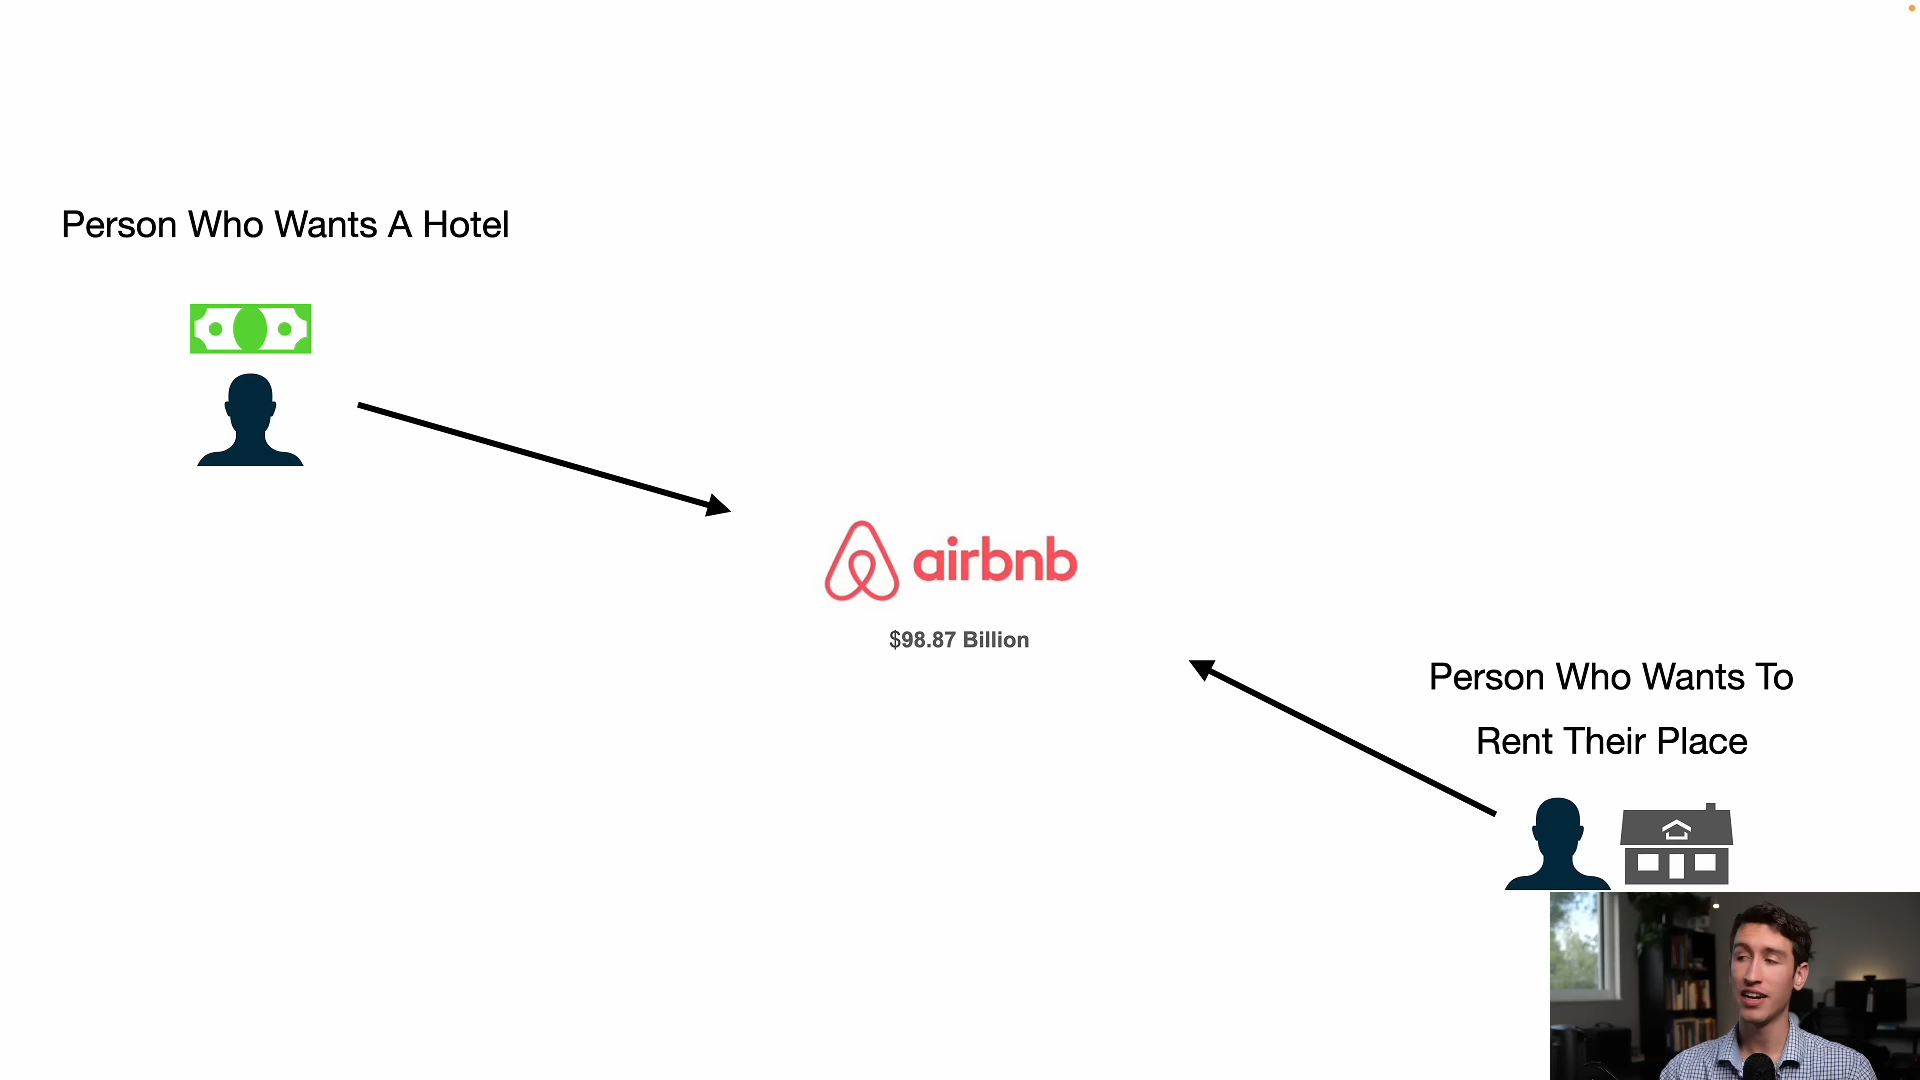 Person Who Wants A Hotel
airbnb
$98.87 Billion
Person Who Wants To
Rent Their Place